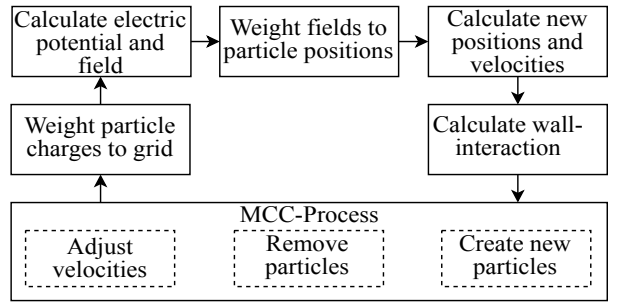 Calculate electric
potential and
field
Weight fields to
particle positions
Calculate new
positions and
velocities
Weight particle
charges to grid
Calculate wall-
interaction
MCC-Process
Adjust
velocities
Remove
particles
Create new
particles